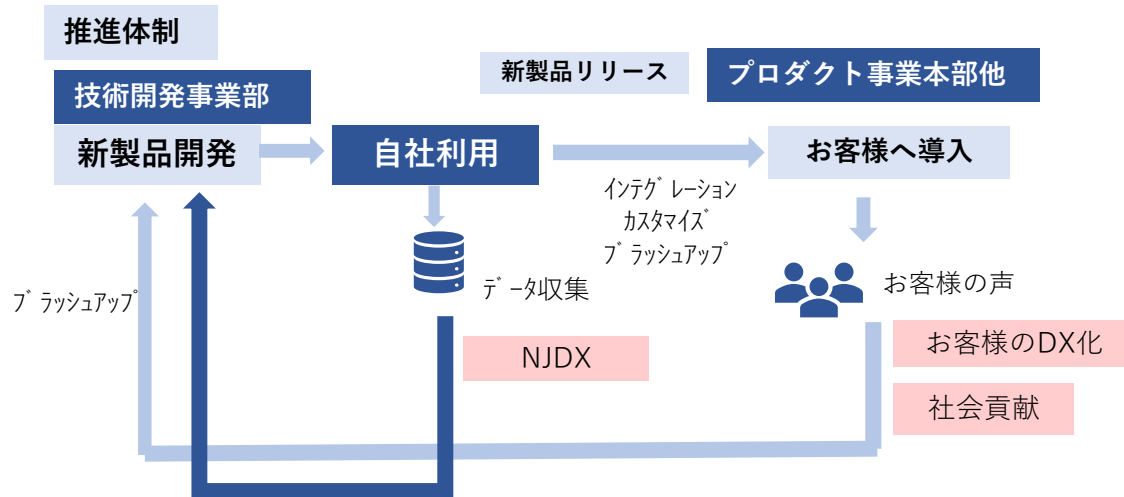 推進体制
技術開発事業部
新製品開発
自社利用
新製品リリース
プロダクト事業本部他
お客様へ導入
ｲﾝﾃｸﾞﾚｰｼｮﾝ
ｶｽﾀﾏｲｽﾞ
ﾌﾞﾗｯｼｭｱｯﾌﾟ
ﾃﾞｰﾀ収集
お客様の声
ﾌﾞﾗｯｼｭｱｯﾌﾟ
NJDX
お客様のDX化
社会貢献